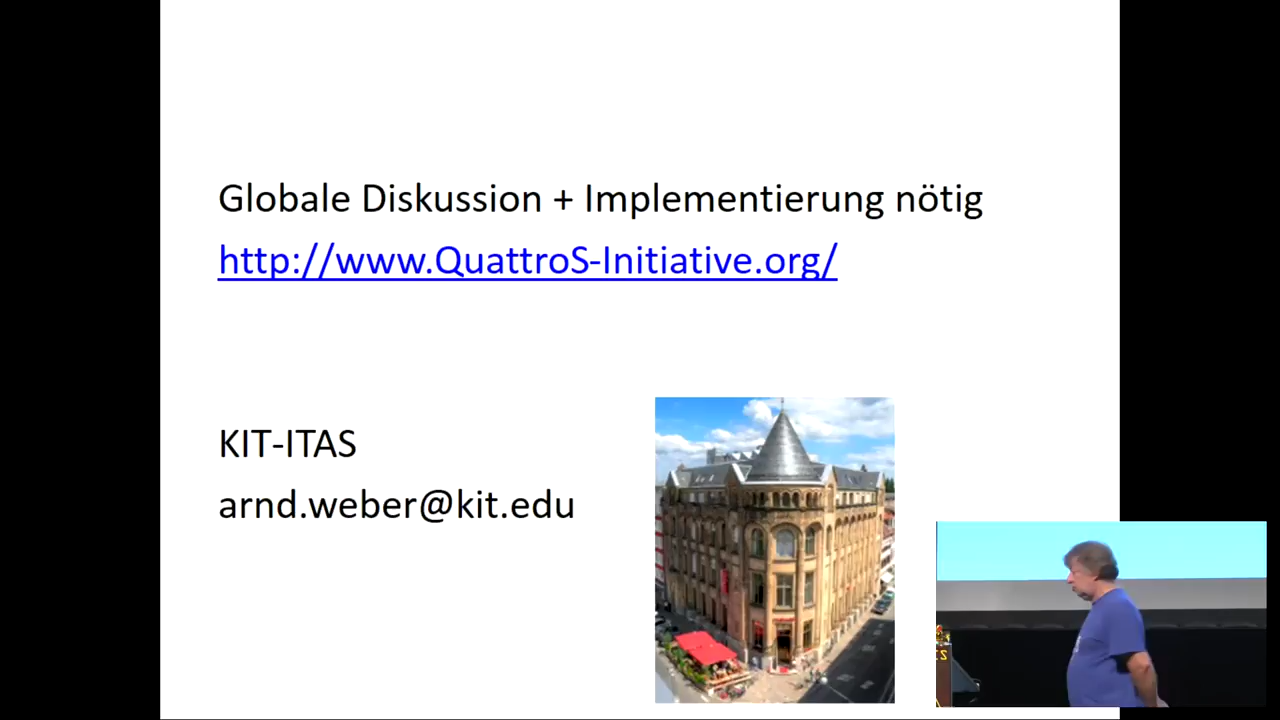 Globale Diskussion + Implementierung nötig
http://www.QuattroS-Initiative.org/
KIT-ITAS
arnd.weber@kit.edu